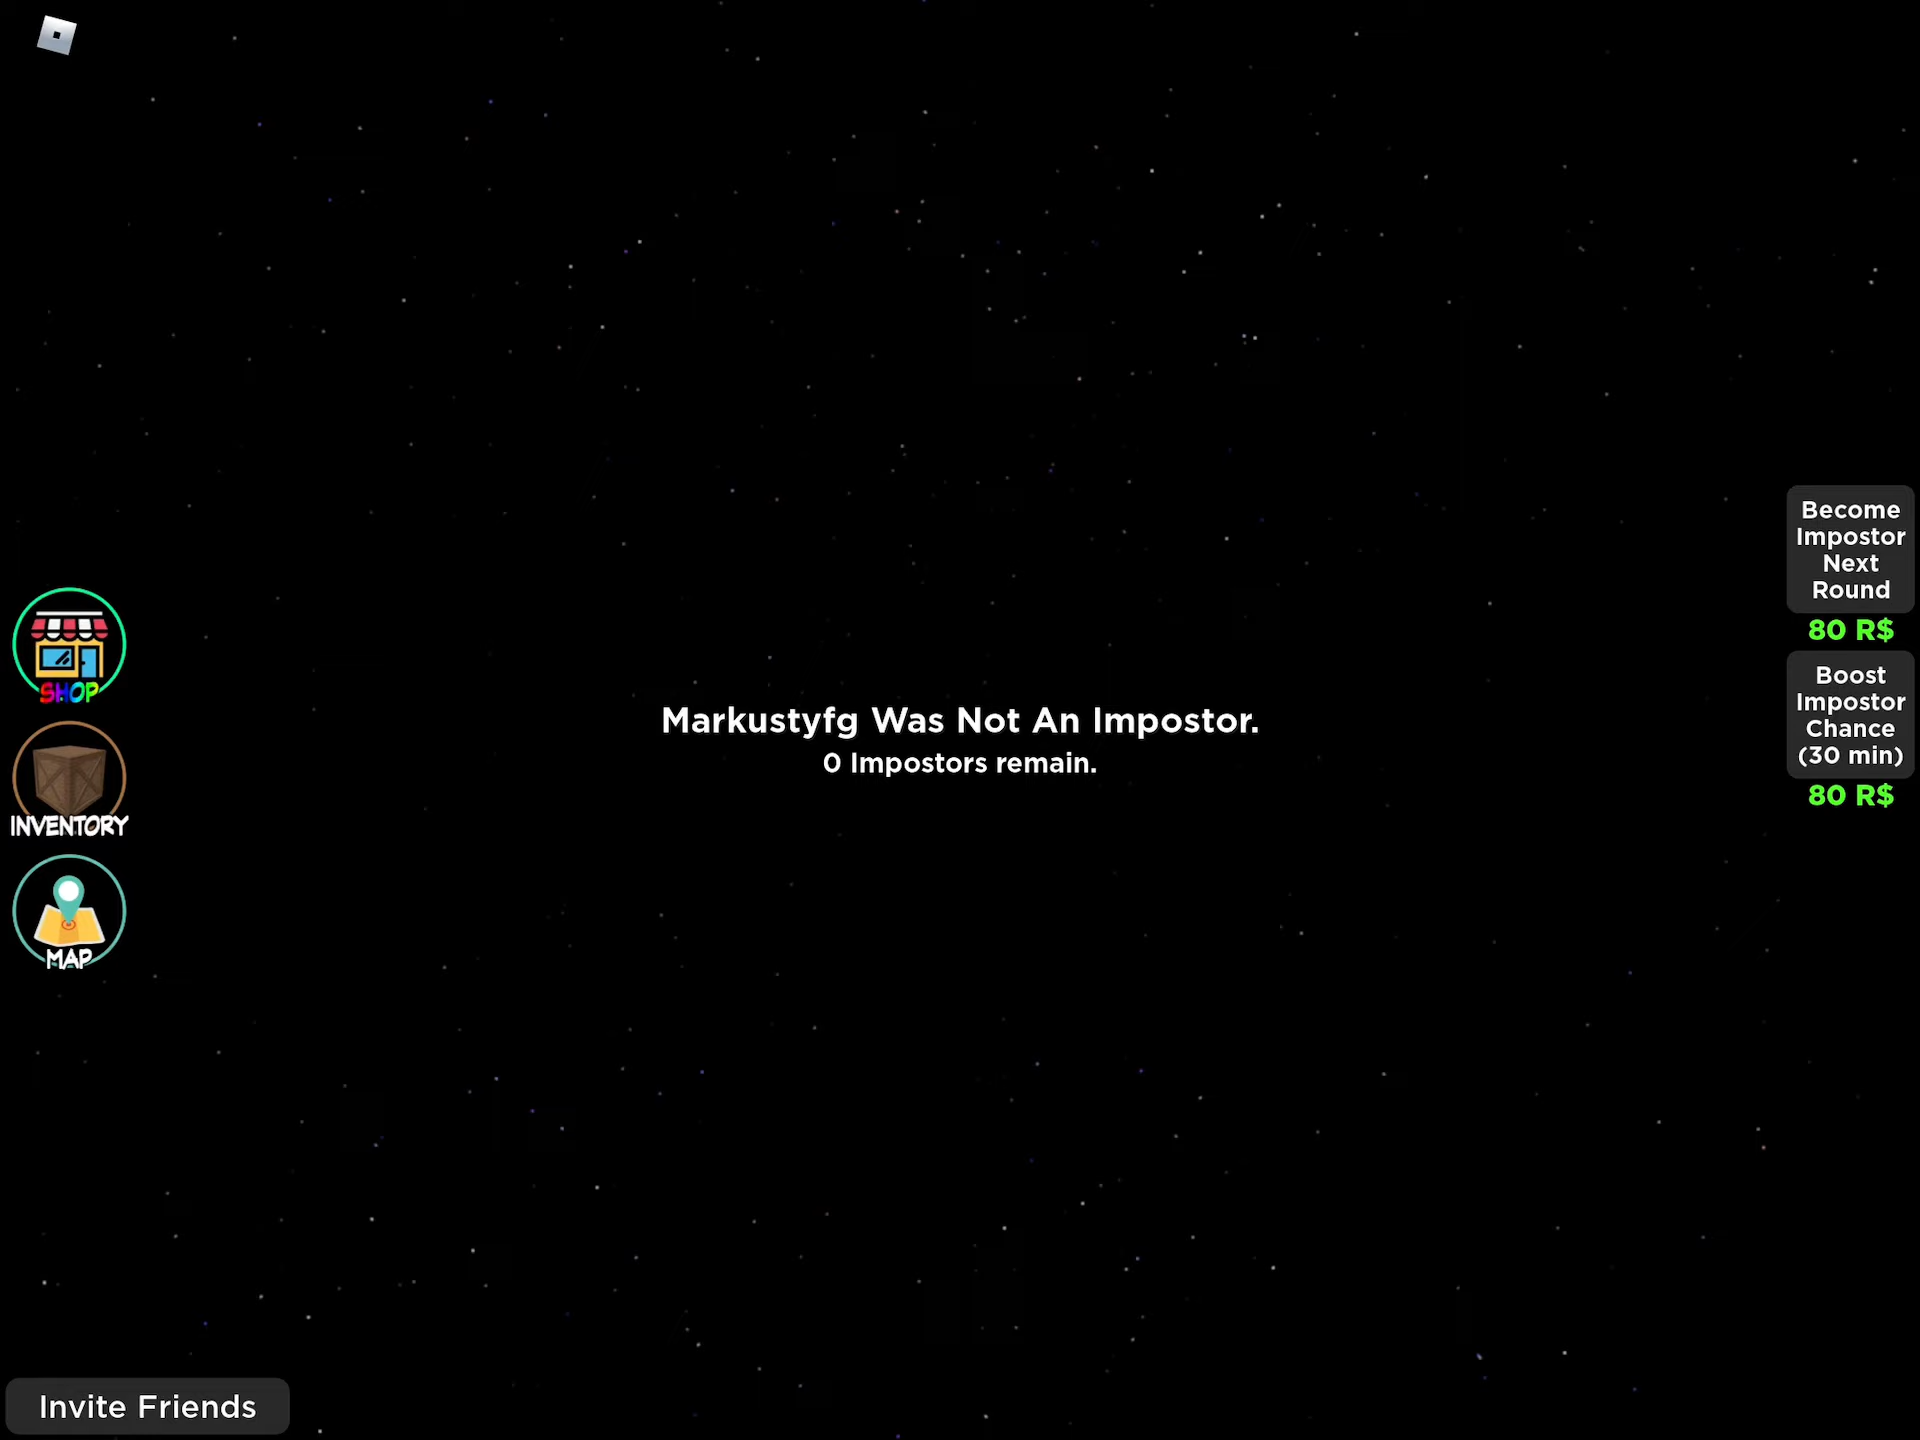 Markustyfg Was Not An Impostor.
0 Impostors remain.
SHOP
INVENTORY
MAP
Become
Impostor
Next
Round
80 R$
Boost
Impostor
Chance
(30 min)
80 R$
Invite Friends